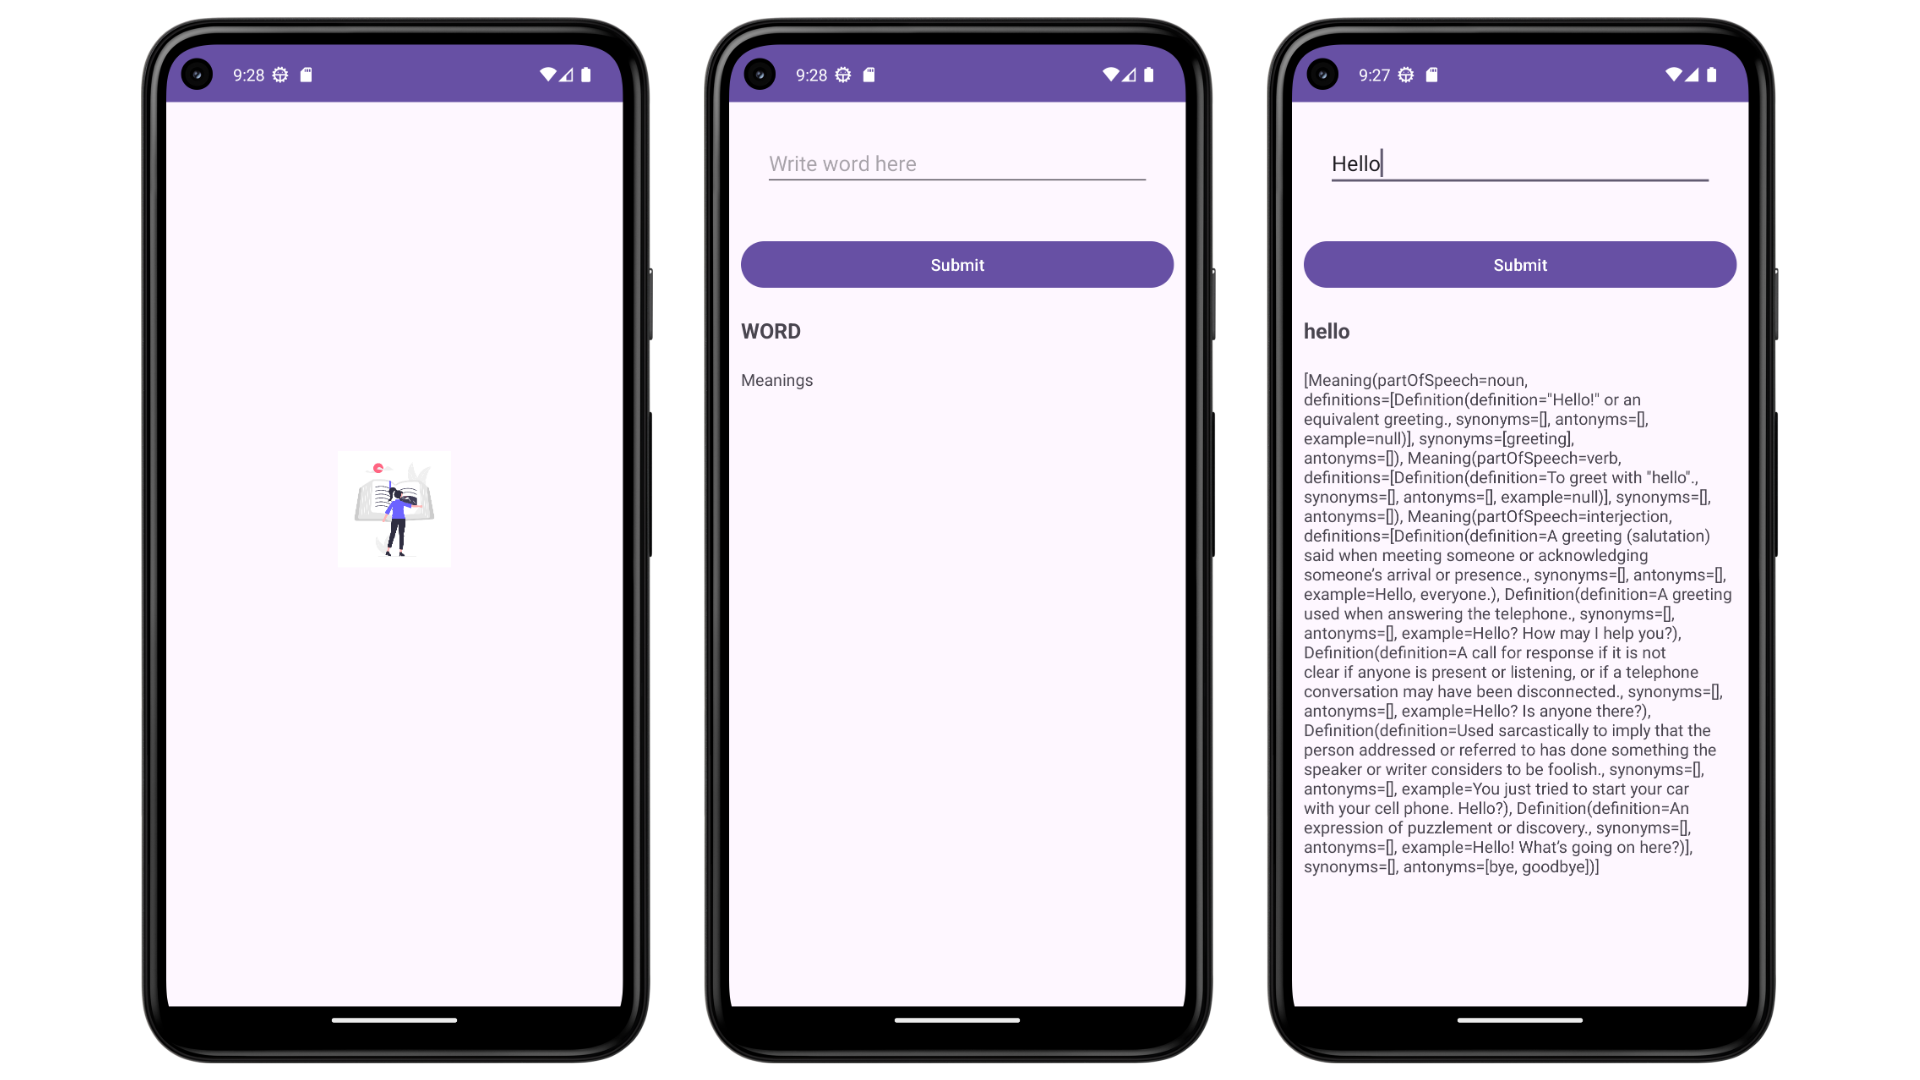 9:28
9:28
Write word here
Submit
WORD
Meanings
9:27
Hello
Submit
hello
[Meaning(partOfSpeech=noun,
definitions=[Definition(definition="Hello!" or an
equivalent greeting., synonyms=[], antonyms=[],
example=null)], synonyms=[greeting],
antonyms=[]), Meaning(partOfSpeech=verb,
definitions=[Definition(definition=To greet with "hello".,
synonyms=[], antonyms=[], example=null)], synonyms=[],
antonyms=[]), Meaning(partOfSpeech=interjection,
definitions=[Definition(definition=A greeting (salutation)
said when meeting someone or acknowledging
someone’s arrival or presence., synonyms=[], antonyms=[],
example=Hello, everyone.), Definition(definition=A greeting
used when answering the telephone., synonyms=[],
antonyms=[], example=Hello? How may I help you?),
Definition(definition=A call for response if it is not
clear if anyone is present or listening, or if a telephone
conversation may have been disconnected., synonyms=[],
antonyms=[], example=Hello? Is anyone there?),
Definition(definition=Used sarcastically to imply that the
person addressed or referred to has done something the
speaker or writer considers to be foolish., synonyms=[],
antonyms=[], example=You just tried to start your car
with your cell phone. Hello?), Definition(definition=An
expression of puzzlement or discovery., synonyms=[],
antonyms=[], example=Hello! What’s going on here?)],
synonyms=[], antonyms=[bye, goodbye])]